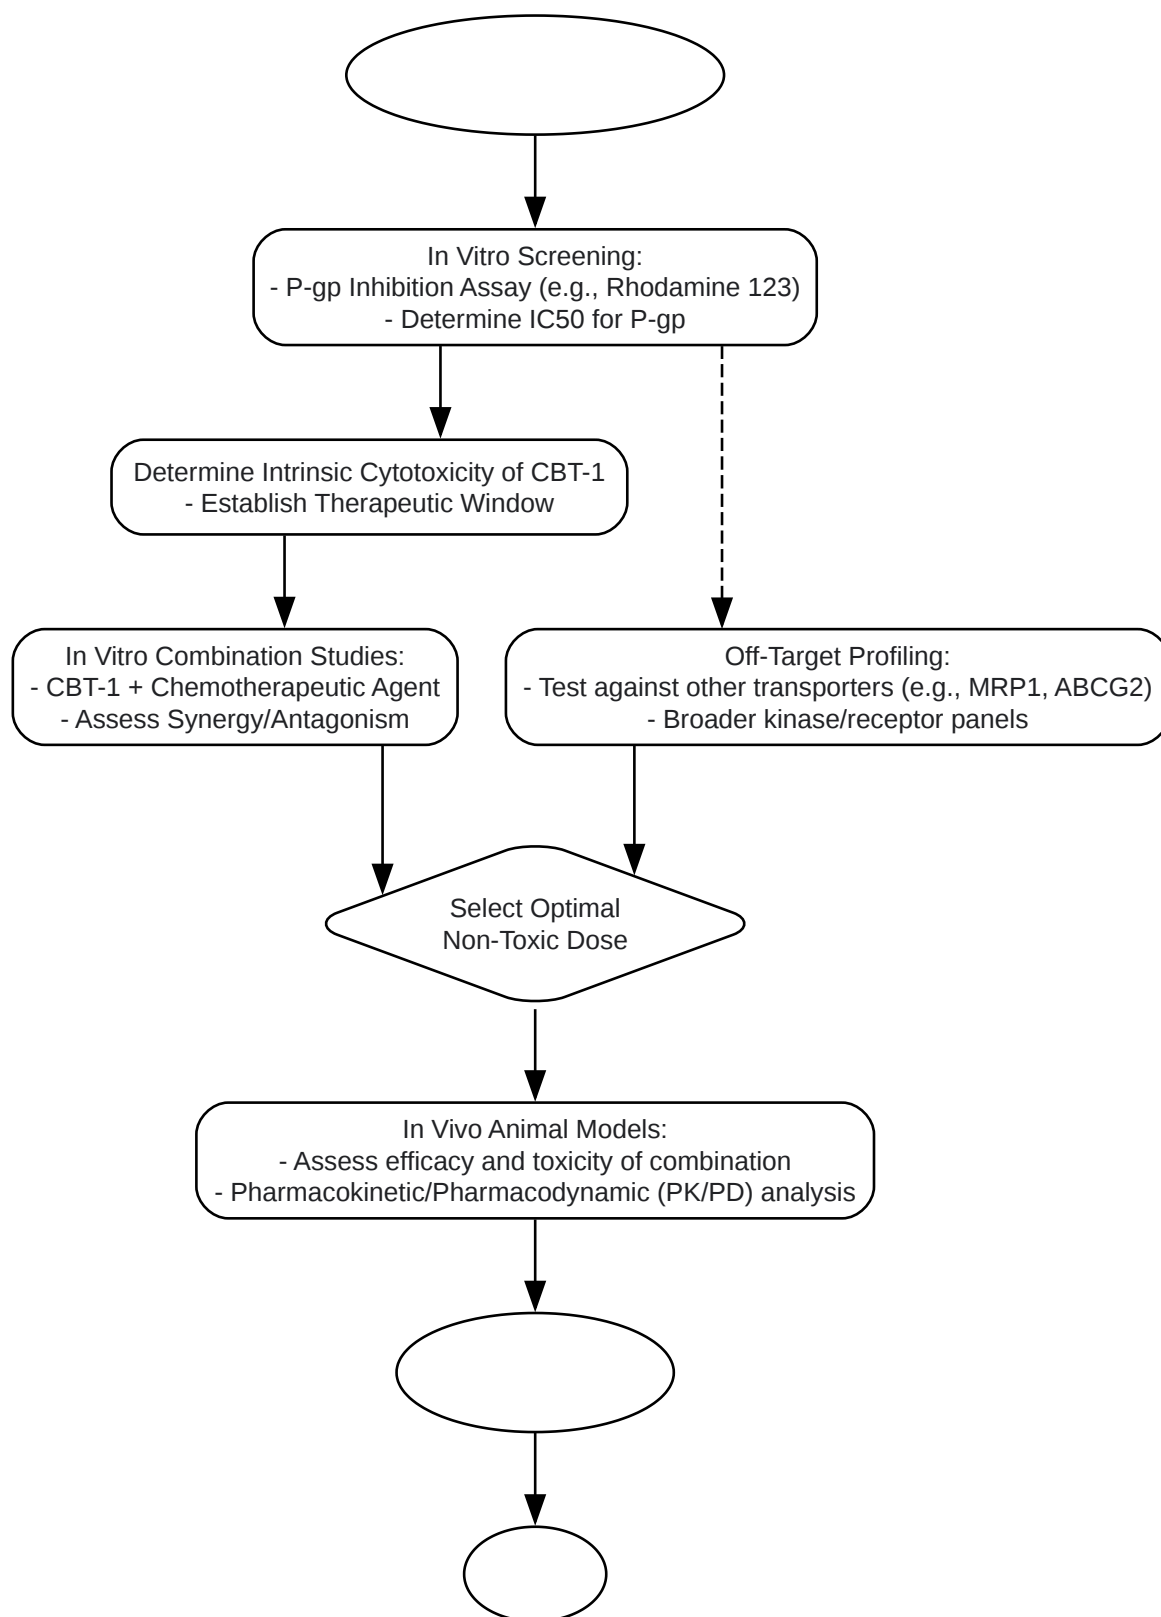 In Vitro Screening:
- P-gp Inhibition Assay (e.g., Rhodamine 123)
- Determine IC50 for P-gp
Determine Intrinsic Cytotoxicity of CBT-1
- Establish Therapeutic Window
In Vitro Combination Studies:
- CBT-1 + Chemotherapeutic Agent
- Assess Synergy/Antagonism
Off-Target Profiling:
- Test against other transporters (e.g., MRP1, ABCG2)
- Broader kinase/receptor panels
Select Optimal
Non-Toxic Dose
In Vivo Animal Models:
- Assess efficacy and toxicity of combination
- Pharmacokinetic/Pharmacodynamic (PK/PD) analysis